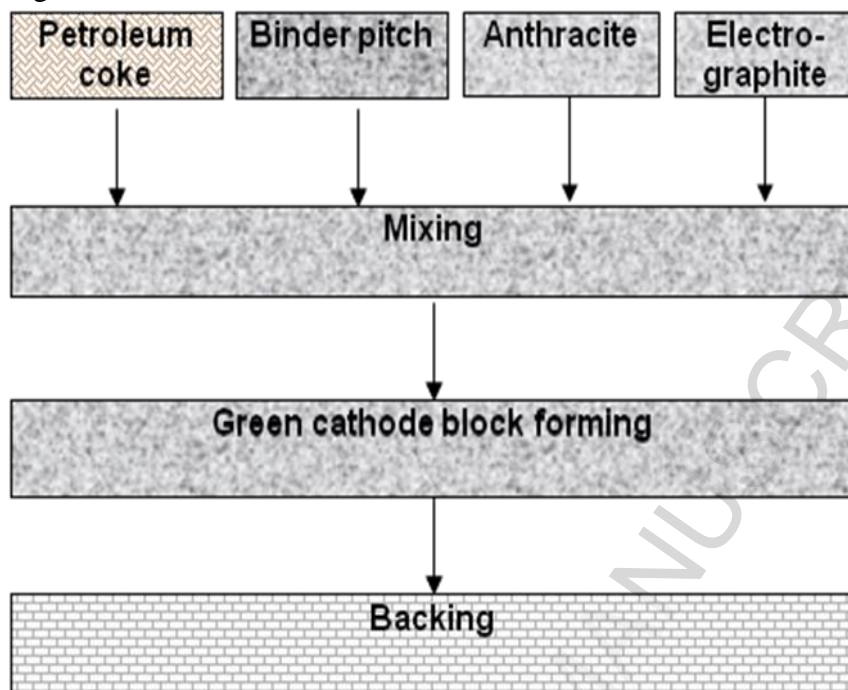 Petroleum
coke
Binder pitch
Anthracite
Electro-
graphite
Mixing
Green cathode block forming
Backing